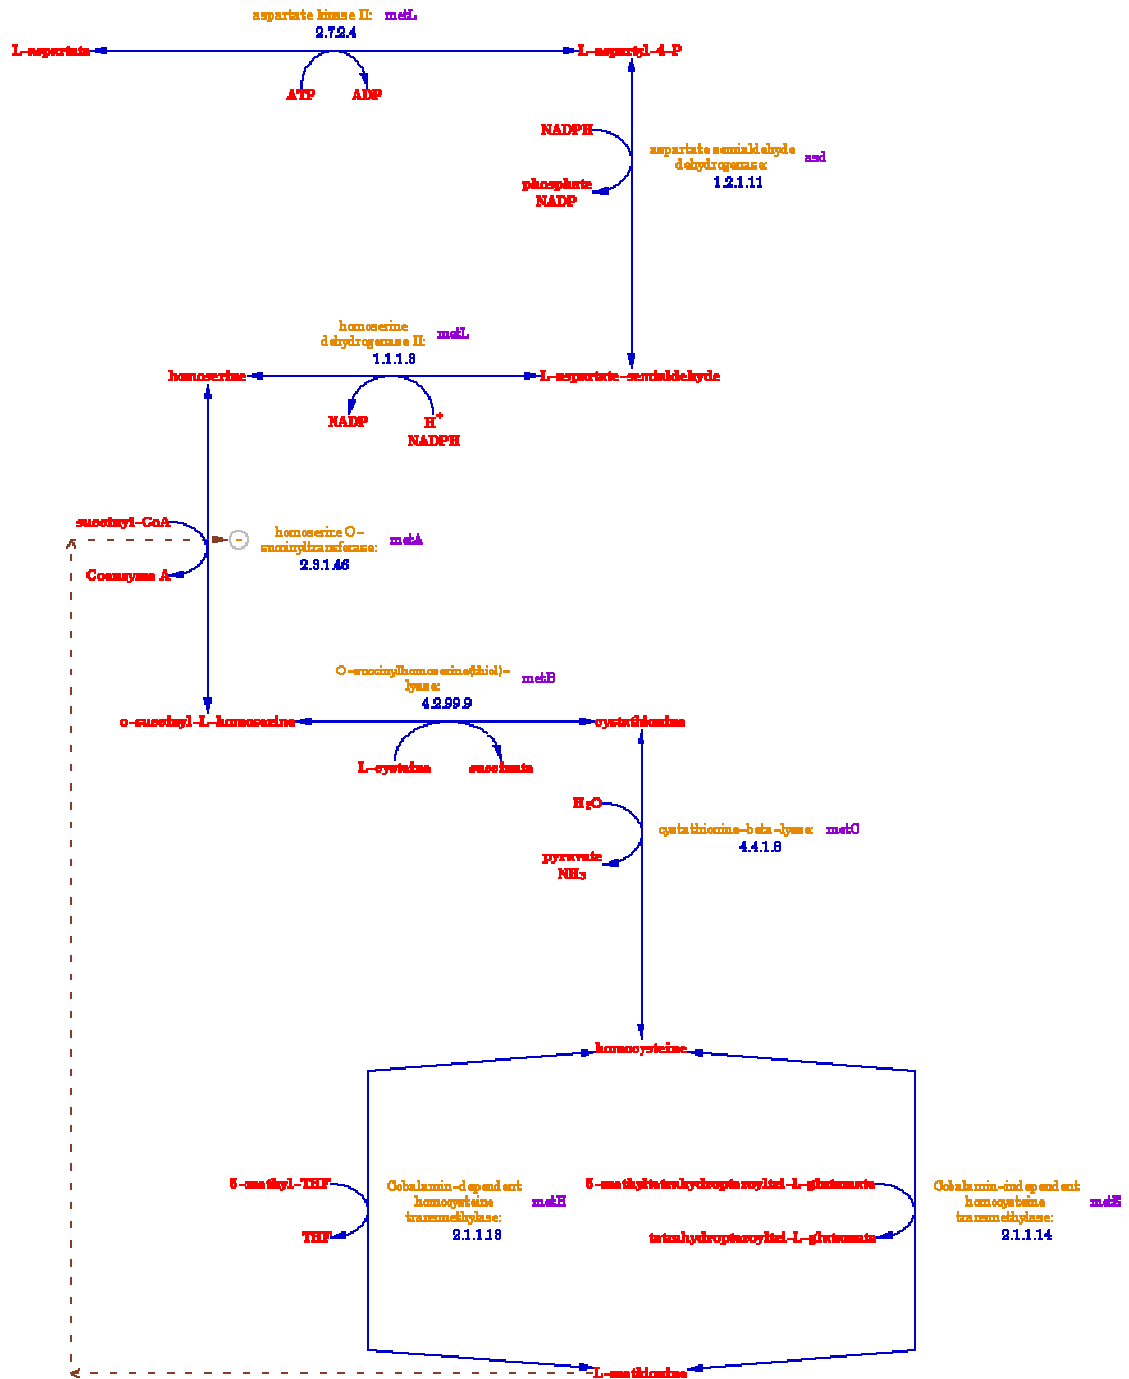 aspartate kinase II: metL
2.7.2.4
L-aspartate
L-aspartyl-4-P
ATP
ADP
NADPH
aspartate semialdehyde
dehydrogenase:
asd
1.2.1.11
phosphate
NADP
homoserine
dehydrogenase II:
metL
1.1.1.3
homoserine
L-aspartate-semialdehyde
NADP
H+
NADPH
succinyl-CoA
-
homoserine O-
succinyltransferase:
metA
2.3.1.46
Coenzyme A
O-succinylhomoserine(thiol)-
lyase:
metB
4.2.99.9
o-succinyl-L-homoserine
cystathionine
L-cysteine
succinate
H₂O
cystathionine-beta-lyase: metC
4.4.1.8
pyruvate
NH₃
homocysteine
5-methyl-THF
Cobalamin-dependent
homocysteine
transmethylase:
metH
2.1.1.13
THF
5-methyltetrahydropteroyltri-L-glutamate
Cobalamin-independent
homocysteine
transmethylase:
metE
2.1.1.14
tetrahydropteroyltri-L-glutamate
L-methionine